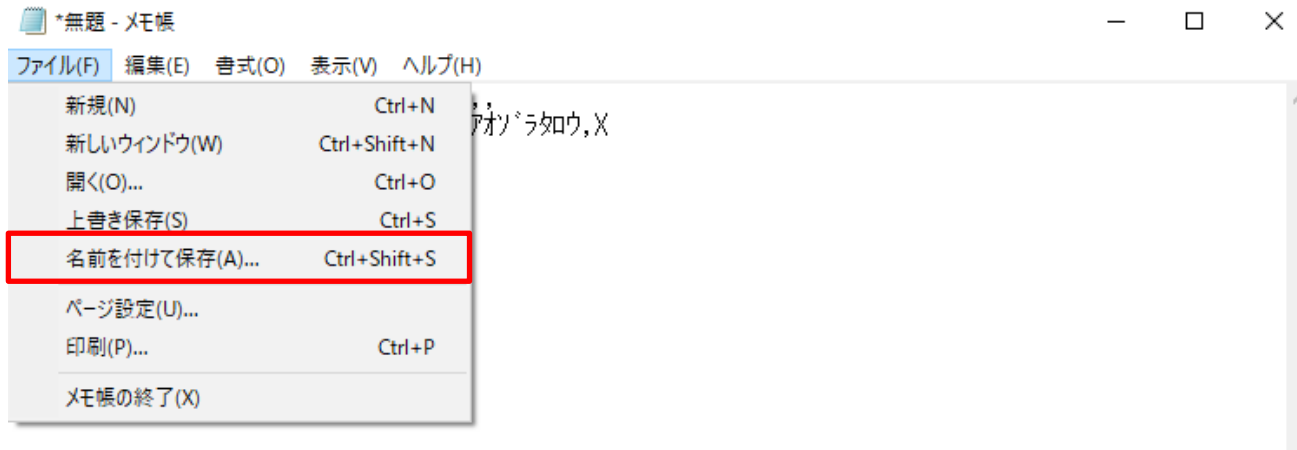 *無題 - メモ帳
ファイル(F) 編集(E) 書式(O) 表示(V) ヘルプ(H)
新規(N) Ctrl+N
新しいウィンドウ(W) Ctrl+Shift+N
開く(O)... Ctrl+O
上書き保存(S) Ctrl+S
名前を付けて保存(A)... Ctrl+Shift+S
ページ設定(U)...
印刷(P)... Ctrl+P
メモ帳の終了(X)
,,
ｱｵｿﾞﾗﾀﾛｳ,X